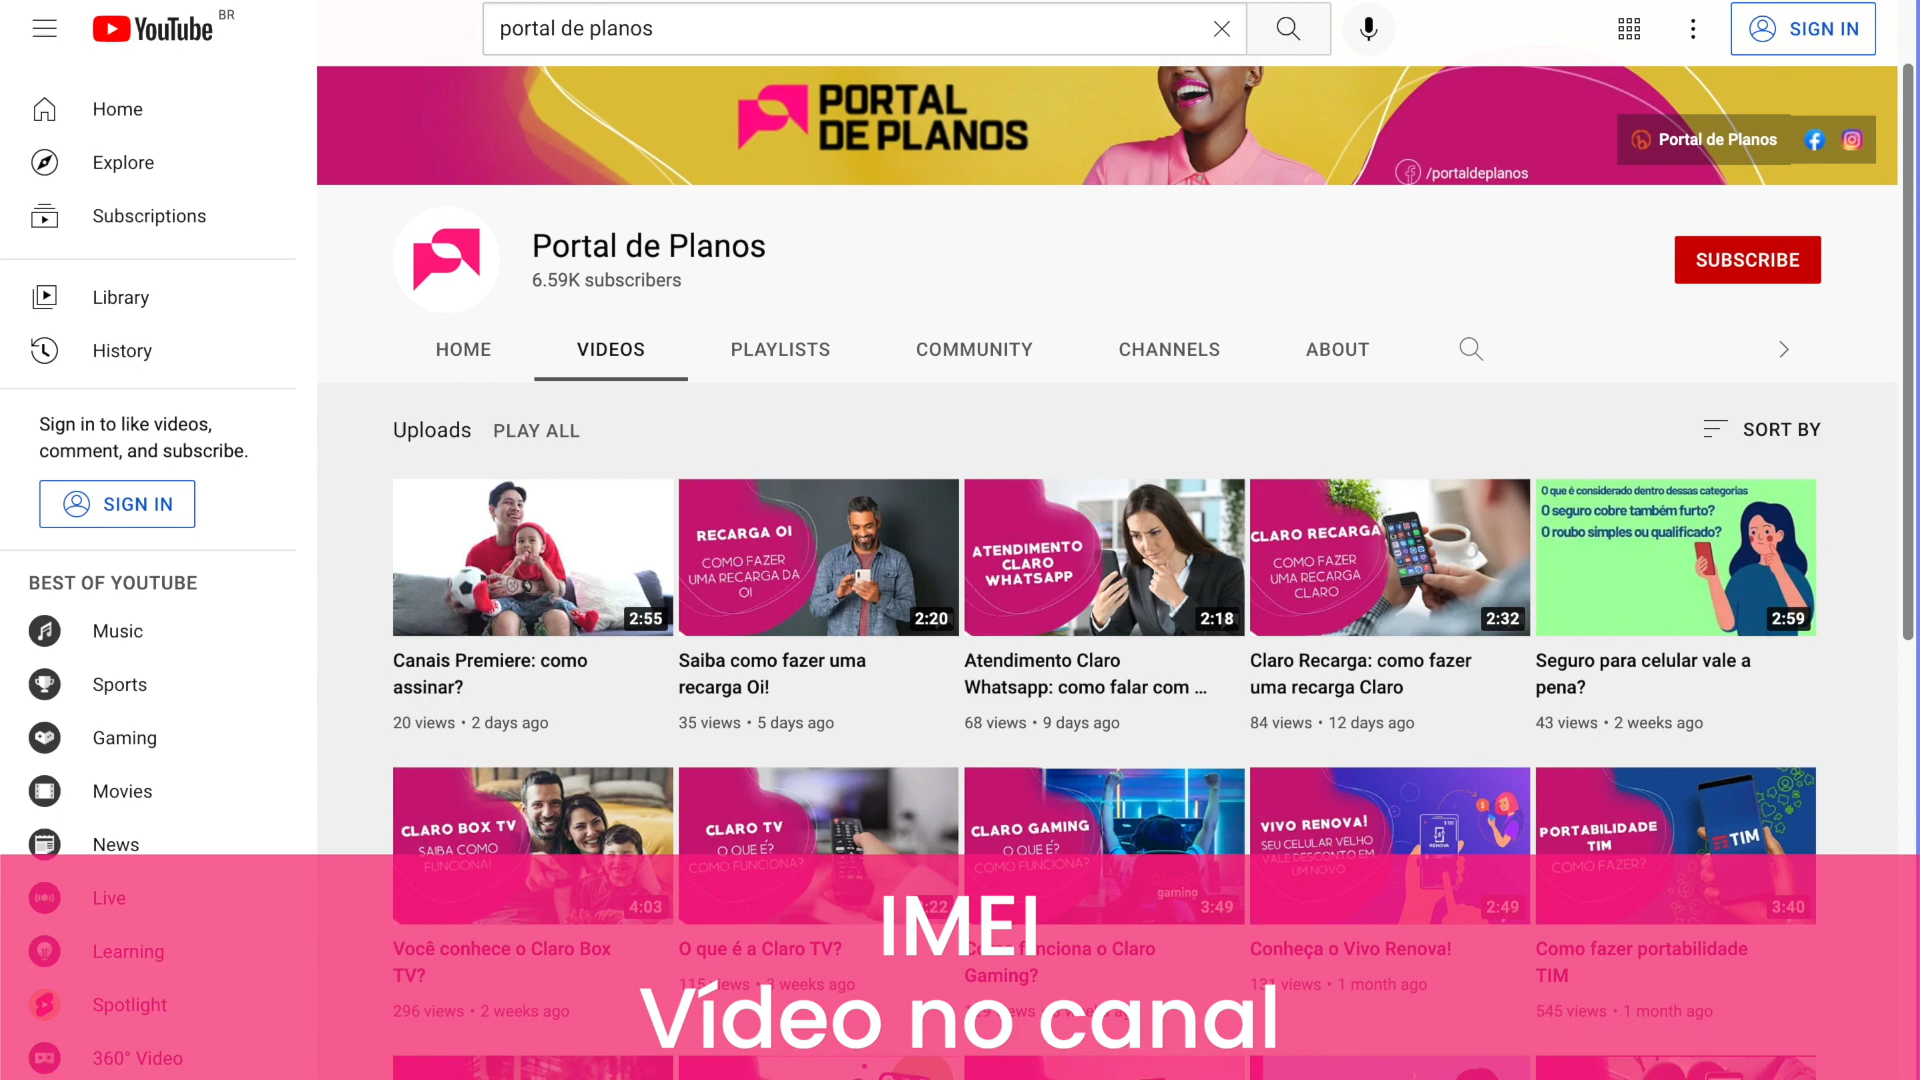 YouTube BR
portal de planos
SIGN IN
PORTAL
DE PLANOS
Portal de Planos
/portaldeplanos
Home
Explore
Subscriptions
Library
History
Sign in to like videos,
comment, and subscribe.
SIGN IN
BEST OF YOUTUBE
Music
Sports
Gaming
Movies
News
Live
Learning
Spotlight
360° Video
Portal de Planos
6.59K subscribers
SUBSCRIBE
HOME
VIDEOS
PLAYLISTS
COMMUNITY
CHANNELS
ABOUT
Uploads
PLAY ALL
SORT BY
2:55
Canais Premiere: como
assinar?
20 views • 2 days ago
RECARGA OI
COMO FAZER
UMA RECARGA DA
OI
2:20
Saiba como fazer uma
recarga Oi!
35 views • 5 days ago
ATENDIMENTO
CLARO
WHATSAPP
2:18
Atendimento Claro
Whatsapp: como falar com ...
68 views • 9 days ago
CLARO RECARGA
COMO FAZER
UMA RECARGA
CLARO
2:32
Claro Recarga: como fazer
uma recarga Claro
84 views • 12 days ago
O que é considerado dentro dessas categorias
O seguro cobre também furto?
O roubo simples ou qualificado?
2:59
Seguro para celular vale a
pena?
43 views • 2 weeks ago
CLARO BOX TV
SAIBA COMO
FUNCIONA!
4:03
Você conhece o Claro Box
TV?
296 views • 2 weeks ago
CLARO TV
O QUE É?
COMO FUNCIONA?
O que é a Claro TV?
weeks ago
CLARO GAMING
O QUE É?
COMO FUNCIONA?
gaming
3:49
funciona o Claro
Gaming?
VIVO RENOVA!
SEU CELULAR VELHO
VALE DESCONTO EM
UM NOVO
RENOVA
2:49
Conheça o Vivo Renova!
131 views • 1 month ago
PORTABILIDADE
TIM
COMO FAZER?
TIM
3:40
Como fazer portabilidade
TIM
545 views • 1 month ago
IMEI
Vídeo no canal